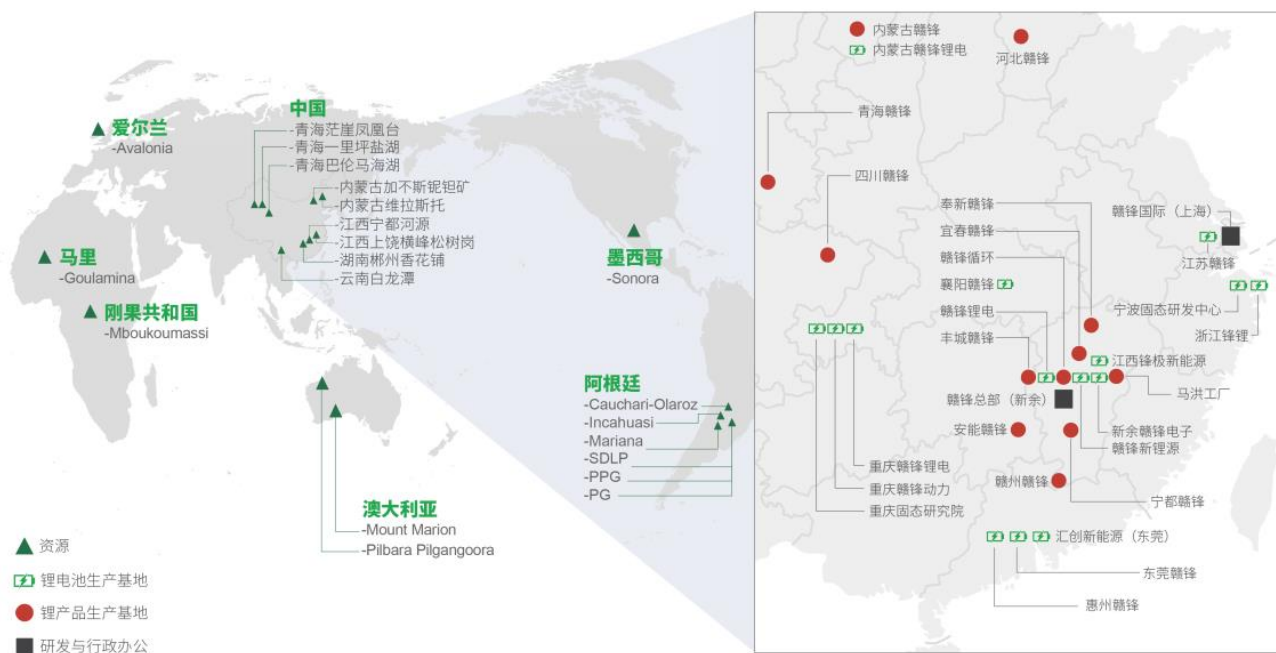 爱尔兰
-Avalonia
中国
-青海茫崖凤凰台
-青海一里坪盐湖
-青海巴伦马海湖
-内蒙古加不斯铌钽矿
-内蒙古维拉斯托
-江西宁都河源
-江西上饶横峰松树岗
-湖南郴州香花铺
-云南白龙潭
马里
-Goulamina
刚果共和国
-Mboukoumassi
墨西哥
-Sonora
阿根廷
-Cauchari-Olaroz
-Incahuasi
-Mariana
-SDLP
-PPG
-PG
澳大利亚
-Mount Marion
-Pilbara Pilgangoora
资源
锂电池生产基地
锂产品生产基地
研发与行政办公
内蒙古赣锋
内蒙古赣锋锂电
河北赣锋
青海赣锋
四川赣锋
奉新赣锋
宜春赣锋
赣锋循环
襄阳赣锋
赣锋锂电
丰城赣锋
赣锋国际（上海）
江苏赣锋
宁波固态研发中心
浙江锋锂
江西锋极新能源
马洪工厂
赣锋总部（新余）
安能赣锋
新余赣锋电子
赣锋新锂源
重庆赣锋锂电
重庆赣锋动力
重庆固态研究院
赣州赣锋
宁都赣锋
汇创新能源（东莞）
东莞赣锋
惠州赣锋